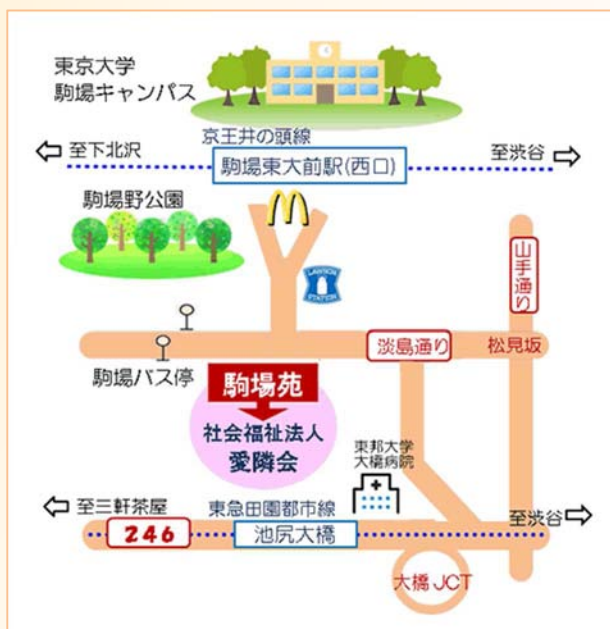 東京大学
駒場キャンパス
京王井の頭線
至下北沢
駒場東大前駅(西口)
至渋谷
駒場野公園
LAWSON
STATION
山手通り
淡島通り
松見坂
駒場バス停
駒場苑
社会福祉法人
愛隣会
東邦大学
大橋病院
至三軒茶屋
東急田園都市線
至渋谷
246
池尻大橋
大橋JCT